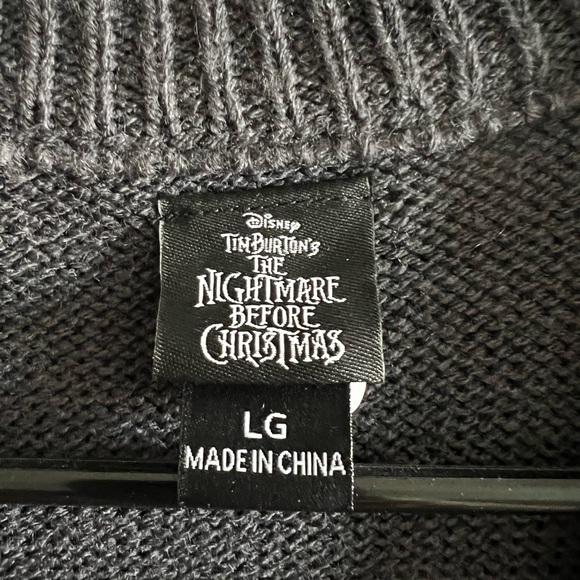 Disney
Tim Burton's
The
Nightmare
Before
Christmas
LG
MADE IN CHINA